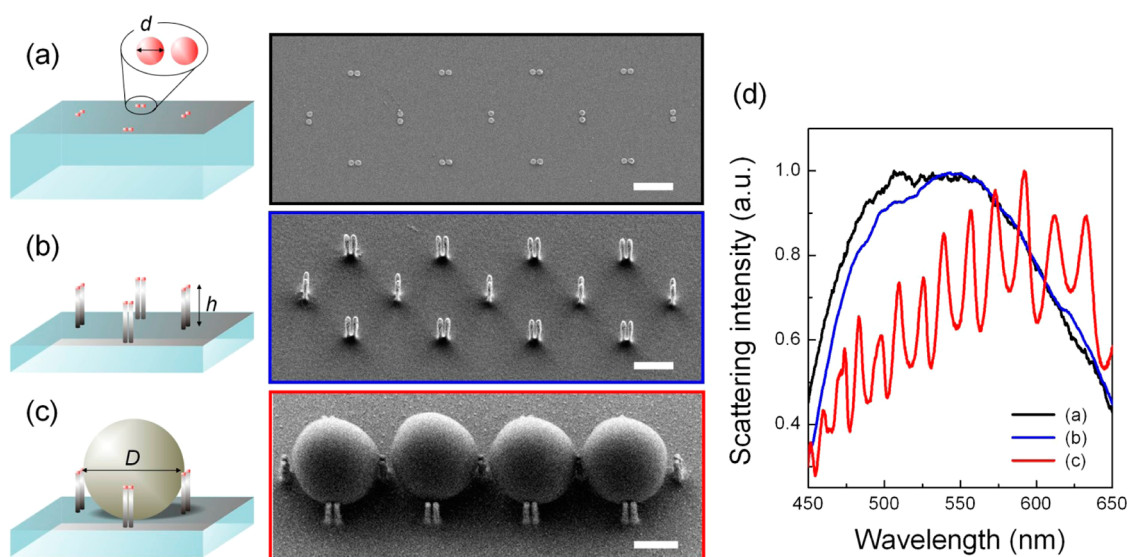 (a)
d
(b)
h
(c)
D
(d)
Scattering intensity (a.u.)
1.0
0.8
0.6
0.4
(a)
(b)
(c)
450 500 550 600 650
Wavelength (nm)